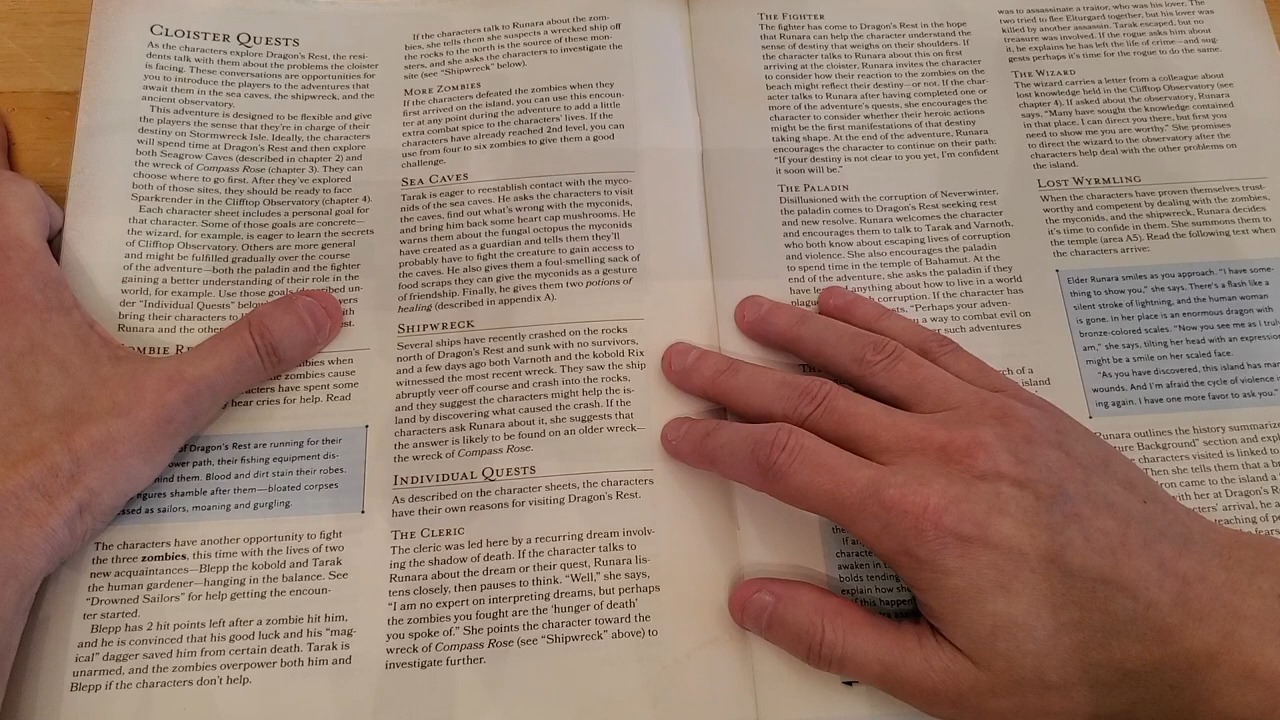 CLOISTER QUESTS
As the characters explore Dragon's Rest, the resi-
dents talk with them about the problems the cloister
is facing. These conversations are opportunities for
you to introduce the players to the adventures that
await them in the sea caves, the shipwreck, and the
ancient observatory.
This adventure is designed to be flexible and give
the players the sense that they're in charge of their
destiny on Stormwreck Isle. Ideally, the characters
will spend time at Dragon's Rest and then explore
both Seagrow Caves (described in chapter 2) and
the wreck of Compass Rose (chapter 3). They can
choose where to go first. After they've explored
both of those sites, they should be ready to face
Sparkrender in the Clifftop Observatory (chapter 4).
Each character sheet includes a personal goal for
that character. Some of those goals are concrete—
the wizard, for example, is eager to learn the secrets
of Clifftop Observatory. Others are more general
and might be fulfilled gradually over the course
of the adventure—both the paladin and the fighter
gaining a better understanding of their role in the
world, for example. Use those goals (described un-
der "Individual Quests" below
bring their characters to
Runara and the other
when
zombies cause
have spent some
hear cries for help. Read
of Dragon's Rest are running for their
path, their fishing equipment dis-
them. Blood and dirt stain their robes.
figures shamble after them—bloated corpses
as sailors, moaning and gurgling.
The characters have another opportunity to fight
the three zombies, this time with the lives of two
new acquaintances—Blepp the kobold and Tarak
the human gardener—hanging in the balance. See
"Drowned Sailors" for help getting the encoun-
ter started.
Blepp has 2 hit points left after a zombie hit him,
and he is convinced that his good luck and his "mag-
ical" dagger saved him from certain death. Tarak is
unarmed, and the zombies overpower both him and
Blepp if the characters don't help.
If the characters talk to Runara about the zom-
bies, she tells them she suspects a wrecked ship off
the rocks to the north is the source of these mon-
sters, and she asks the characters to investigate the
site (see "Shipwreck" below).
MORE ZOMBIES
If the characters defeated the zombies when they
first arrived on the island, you can use this encoun-
ter at any point during the adventure to add a little
extra combat spice to the characters' lives. If the
characters have already reached 2nd level, you can
use from four to six zombies to give them a good
challenge.
SEA CAVES
Tarak is eager to reestablish contact with the myco-
nids of the sea caves. He asks the characters to visit
the caves, find out what's wrong with the myconids,
and bring him back some heart cap mushrooms. He
warns them about the fungal octopus the myconids
have created as a guardian and tells them they'll
probably have to fight the creature to gain access to
the caves. He also gives them a foul-smelling sack of
food scraps they can give the myconids as a gesture
of friendship. Finally, he gives them two potions of
healing (described in appendix A).
SHIPWRECK
Several ships have recently crashed on the rocks
north of Dragon's Rest and sunk with no survivors,
and a few days ago both Varnoth and the kobold Rix
witnessed the most recent wreck. They saw the ship
abruptly veer off course and crash into the rocks,
and they suggest the characters might help the is-
land by discovering what caused the crash. If the
characters ask Runara about it, she suggests that
the answer is likely to be found on an older wreck—
the wreck of Compass Rose.
INDIVIDUAL QUESTS
As described on the character sheets, the characters
have their own reasons for visiting Dragon's Rest.
THE CLERIC
The cleric was led here by a recurring dream involv-
ing the shadow of death. If the character talks to
Runara about the dream or their quest, Runara lis-
tens closely, then pauses to think. "Well," she says,
"I am no expert on interpreting dreams, but perhaps
the zombies you fought are the 'hunger of death'
you spoke of." She points the character toward the
wreck of Compass Rose (see "Shipwreck" above) to
investigate further.
THE FIGHTER
The fighter has come to Dragon's Rest in the hope
that Runara can help the character understand the
sense of destiny that weighs on their shoulders. If
the character talks to Runara about this on first
arriving at the cloister, Runara invites the character
to consider how their reaction to the zombies on the
beach might reflect their destiny—or not. If the char-
acter talks to Runara after having completed one or
more of the adventure's quests, she encourages the
character to consider whether their heroic actions
might be the first manifestations of that destiny
taking shape. At the end of the adventure, Runara
encourages the character to continue on their path:
"If your destiny is not clear to you yet, I'm confident
it soon will be."
THE PALADIN
Disillusioned with the corruption of Neverwinter,
the paladin comes to Dragon's Rest seeking rest
and new resolve. Runara welcomes the character
and encourages them to talk to Tarak and Varnoth,
who both know about escaping lives of corruption
and violence. She also encourages the paladin
to spend time in the temple of Bahamut. At the
end of the adventure, she asks the paladin if they
have anything about how to live in a world
corruption. If the character has
"Perhaps your adven-
a way to combat evil on
such adventures
of a
island
the
If any
characte
awaken in
bolds tending
explain how she
If this happen
was to assassinate a traitor, who was his lover. The
two tried to flee Elturgard together, but his lover was
killed by another assassin. Tarak escaped, but no
treasure was involved. If the rogue asks him about
it, he explains he has left the life of crime—and sug-
gests perhaps it's time for the rogue to do the same.
THE WIZARD
The wizard carries a letter from a colleague about
lost knowledge held in the Clifftop Observatory (see
chapter 4). If asked about the observatory, Runara
says, "Many have sought the knowledge contained
in that place. I can direct you there, but first you
need to show me you are worthy." She promises
to direct the wizard to the observatory after the
characters help deal with the other problems on
the island.
LOST WYRMLING
When the characters have proven themselves trust-
worthy and competent by dealing with the zombies,
the myconids, and the shipwreck, Runara decides
it's time to confide in them. She summons them to
the temple (area A5). Read the following text when
the characters arrive:
Elder Runara smiles as you approach. "I have some-
thing to show you," she says. There's a flash like a
silent stroke of lightning, and the human woman
is gone. In her place is an enormous dragon with
bronze-colored scales. "Now you see me as I truly
am," she says, tilting her head with an expression
might be a smile on her scaled face.
"As you have discovered, this island has man
wounds. And I'm afraid the cycle of violence
ing again. I have one more favor to ask you."
Runara outlines the history summarize
Background" section and expl
characters visited is linked to
Then she tells them that a b
came to the island a
with her at Dragon's R
arrival, he a
teaching of pe
fears